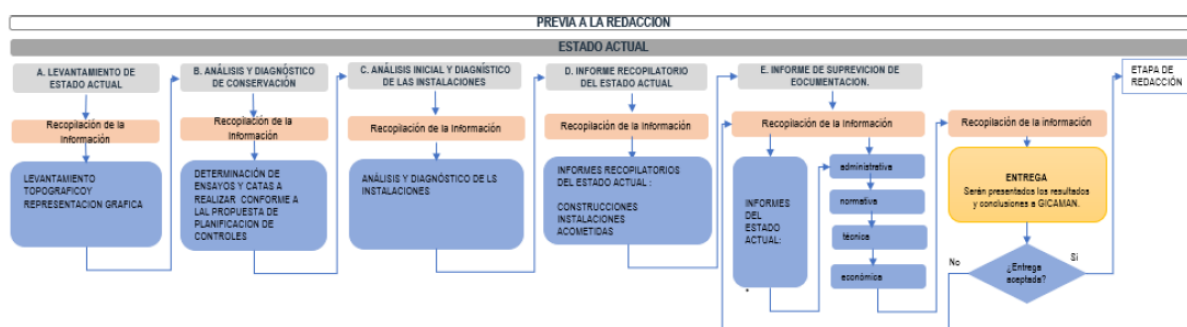 PREVIA A LA REDACCION
ESTADO ACTUAL
A. LEVANTAMIENTO DE
ESTADO ACTUAL
Recopilación de la
Información
LEVANTAMIENTO
TOPOGRAFICOY
REPRESENTACION GRAFICA
B. ANÁLISIS Y DIAGNÓSTICO
DE CONSERVACIÓN
Recopilación de la
Información
DETERMINACIÓN DE
ENSAYOS Y CATAS A
REALIZAR CONFORME A
LAL PROPUESTA DE
PLANIFICACION DE
CONTROLES
C. ANÁLISIS INICIAL Y DIAGNÍSTICO
DE LAS INSTALACIONES
Recopilación de la Información
ANÁLISIS Y DIAGNÓSTICO DE LS
INSTALACIONES
D. INFORME RECOPILATORIO
DEL ESTADO ACTUAL
Recopilación de la Información
INFORMES RECOPILATORIOS
DEL ESTADO ACTUAL :
CONSTRUCCIONES
INSTALACIONES
ACOMETIDAS
E. INFORME DE SUPREVICION DE
EOCUMENTACION.
Recopilación de la Información
INFORMES
DEL
ESTADO
ACTUAL:
administrativa
normativa
técnica
económica
Recopilación de la información
ENTREGA
Serán presentados los resultados
y conclusiones a GICAMAN.
¿Entrega
aceptada?
No
Si
ETAPA DE
REDACCIÓN